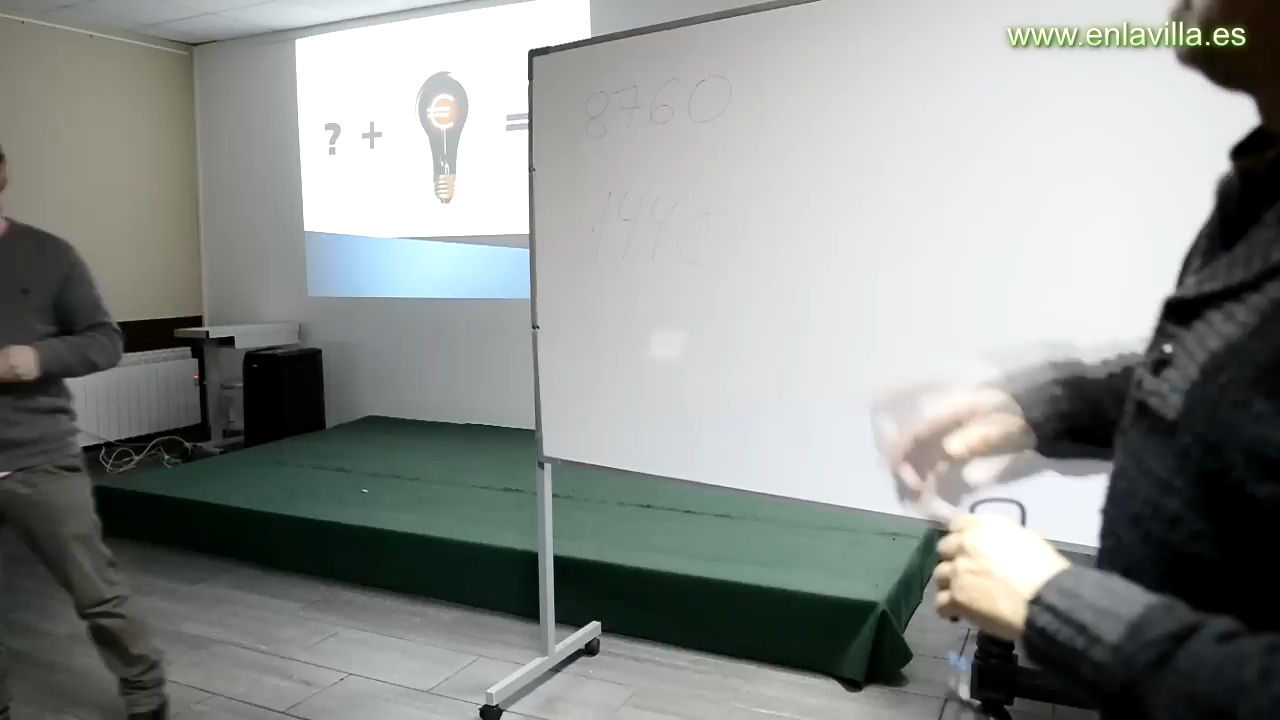 www.enlavilla.es
? + € =
8760